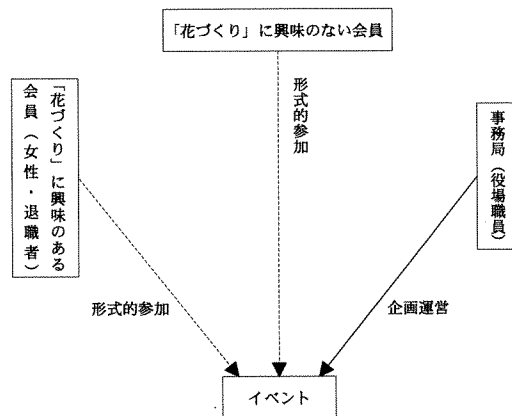 「花づくり」に興味のない会員
「花づくり」に興味のある
会員（女性・退職者）
形式的参加
事務局（役場職員）
形式的参加
企画運営
イベント